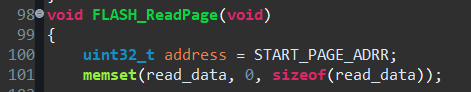 98 void FLASH_ReadPage(void)
99 {
100 uint32_t address = START_PAGE_ADRR;
101 memset(read_data, 0, sizeof(read_data));